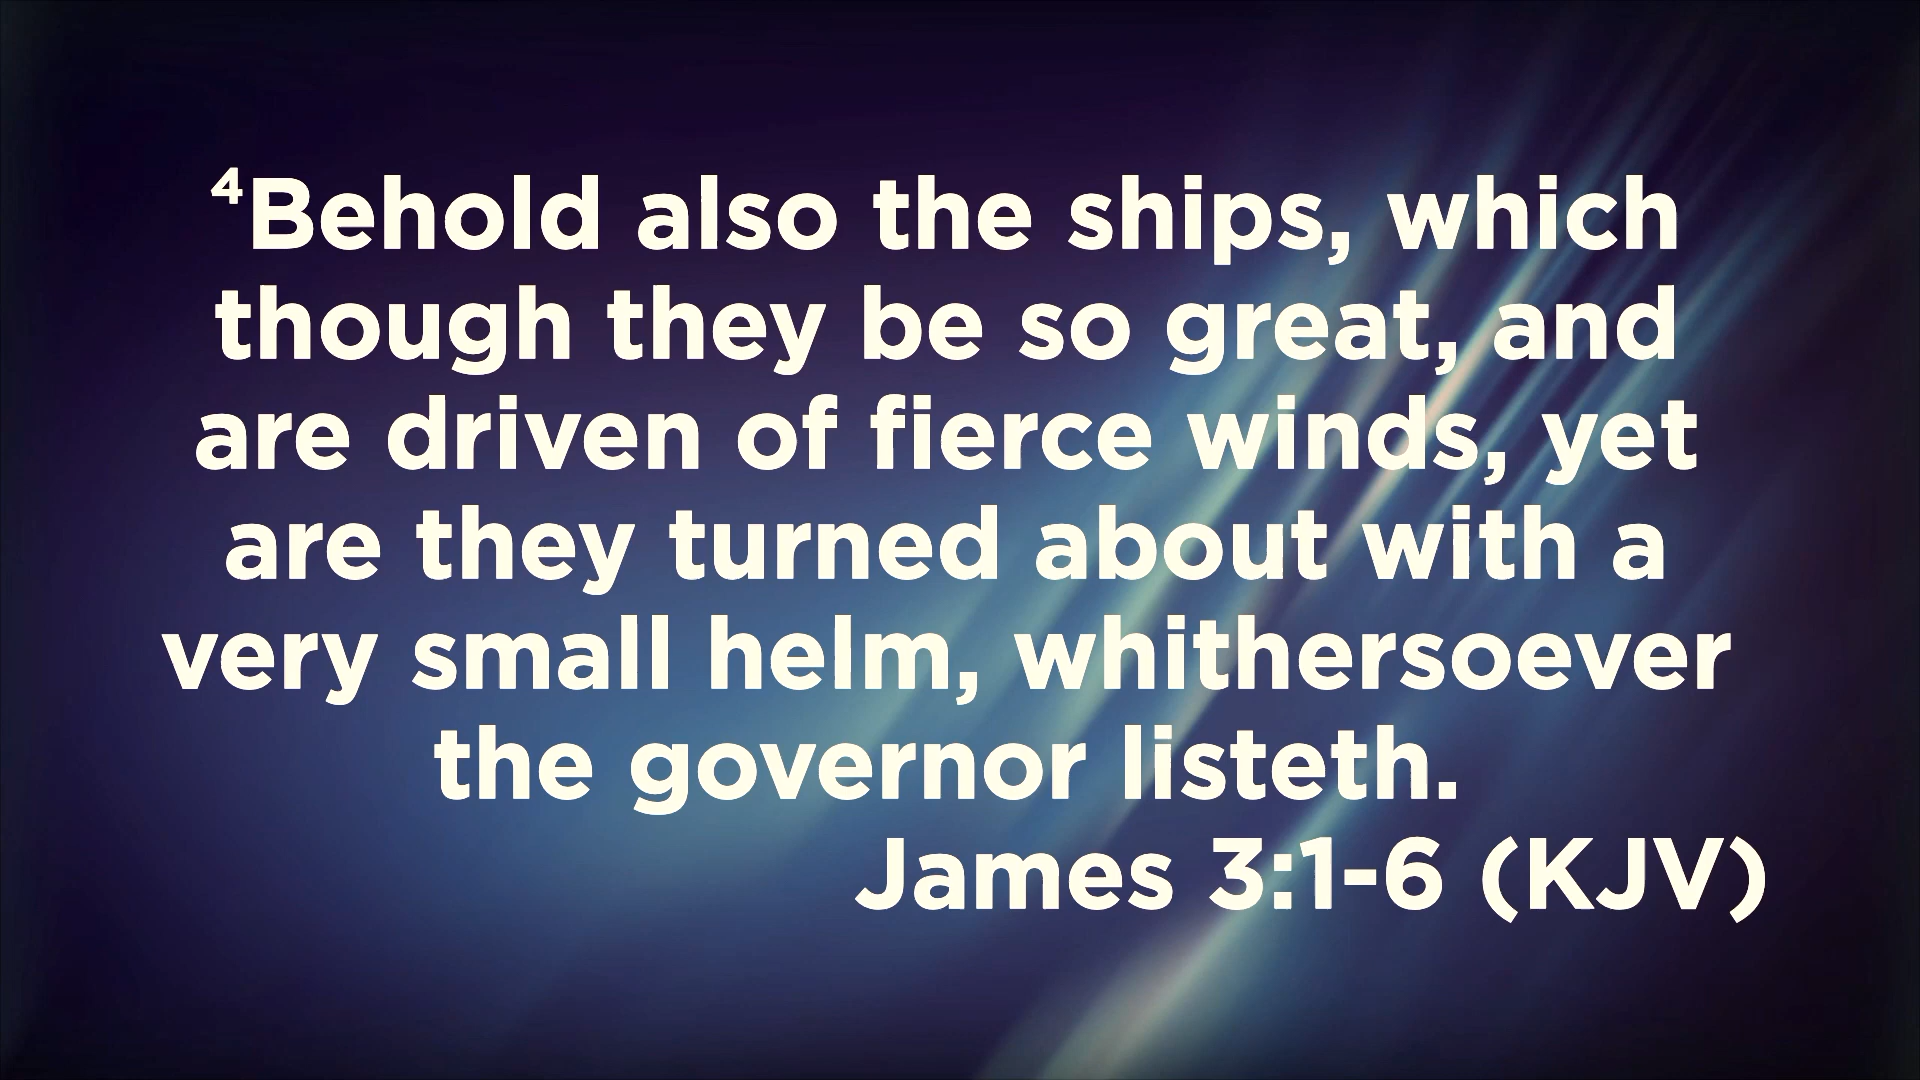 ⁴Behold also the ships, which
though they be so great, and
are driven of fierce winds, yet
are they turned about with a
very small helm, whithersoever
the governor listeth.
James 3:1-6 (KJV)